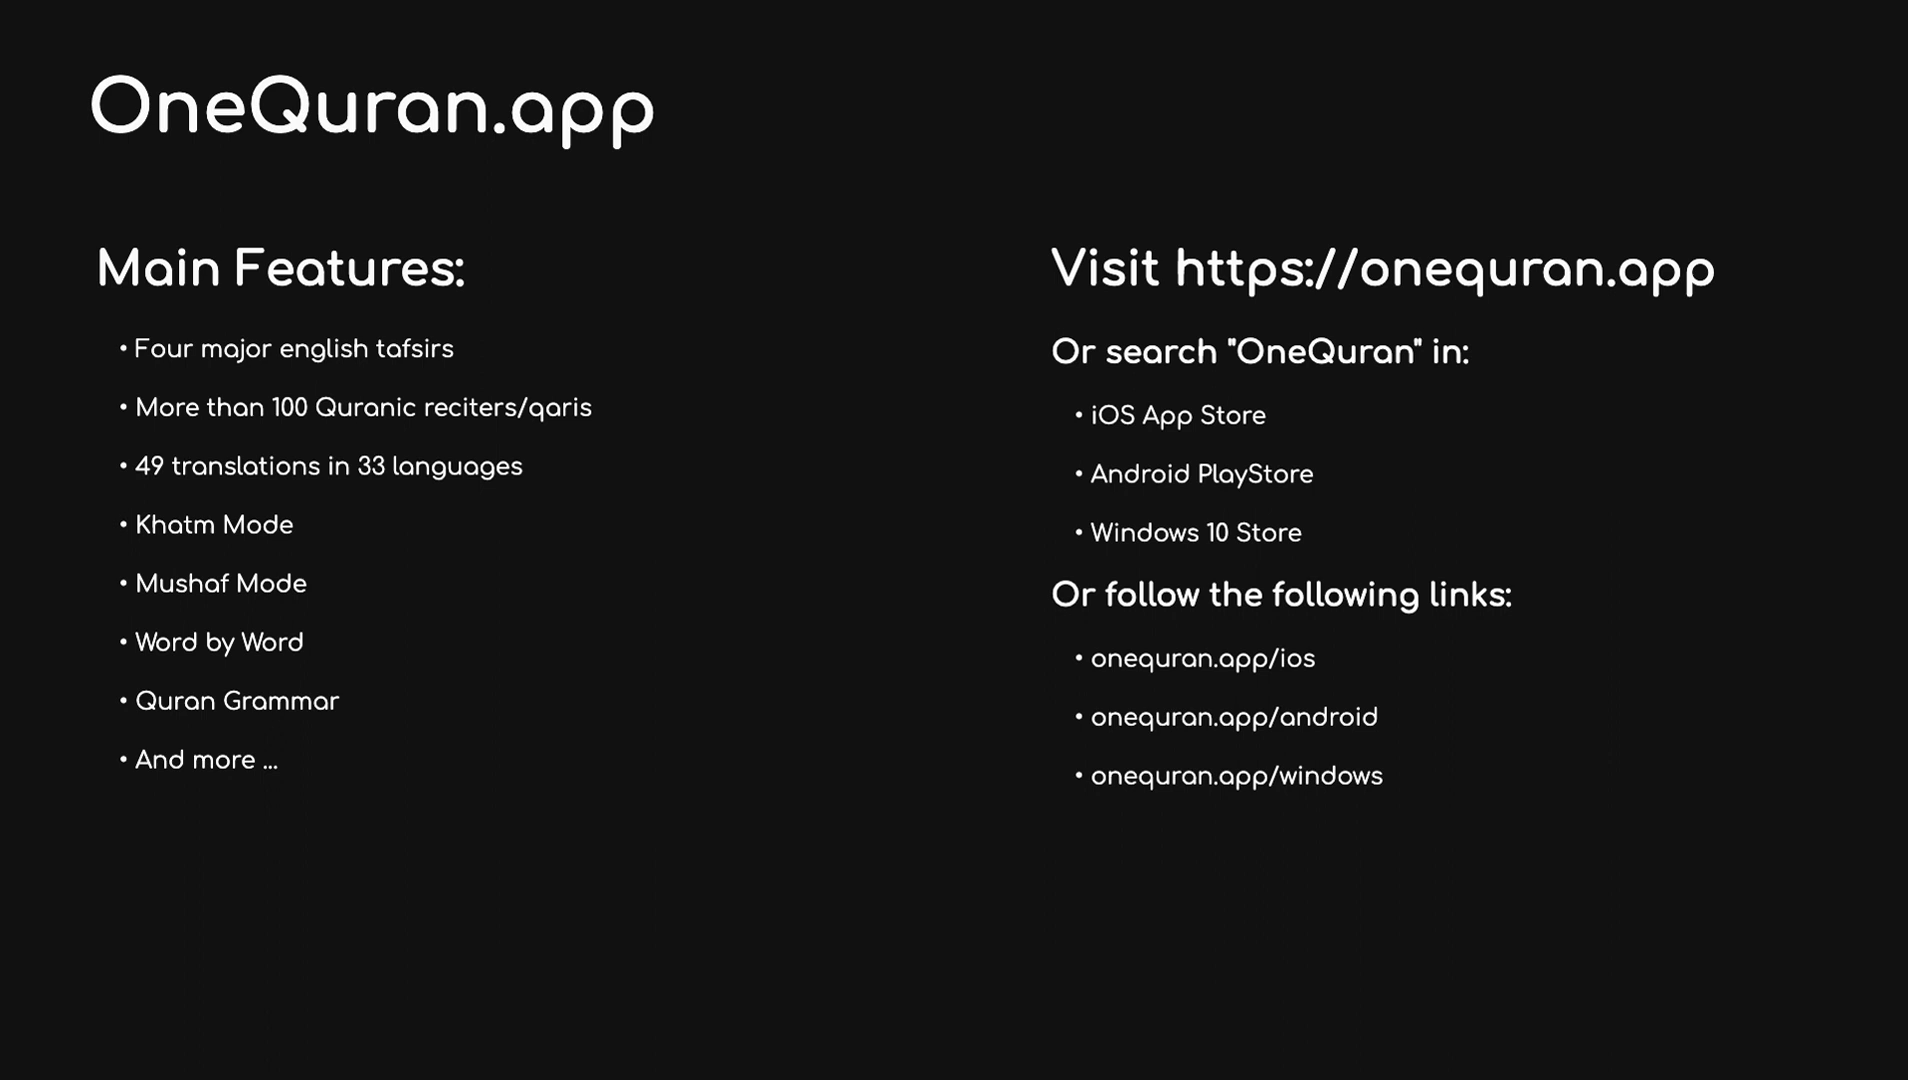 OneQuran.app
Main Features:
• Four major english tafsirs
• More than 100 Quranic reciters/qaris
• 49 translations in 33 languages
• Khatm Mode
• Mushaf Mode
• Word by Word
• Quran Grammar
• And more ...
Visit https://onequran.app
Or search "OneQuran" in:
• iOS App Store
• Android PlayStore
• Windows 10 Store
Or follow the following links:
• onequran.app/ios
• onequran.app/android
• onequran.app/windows